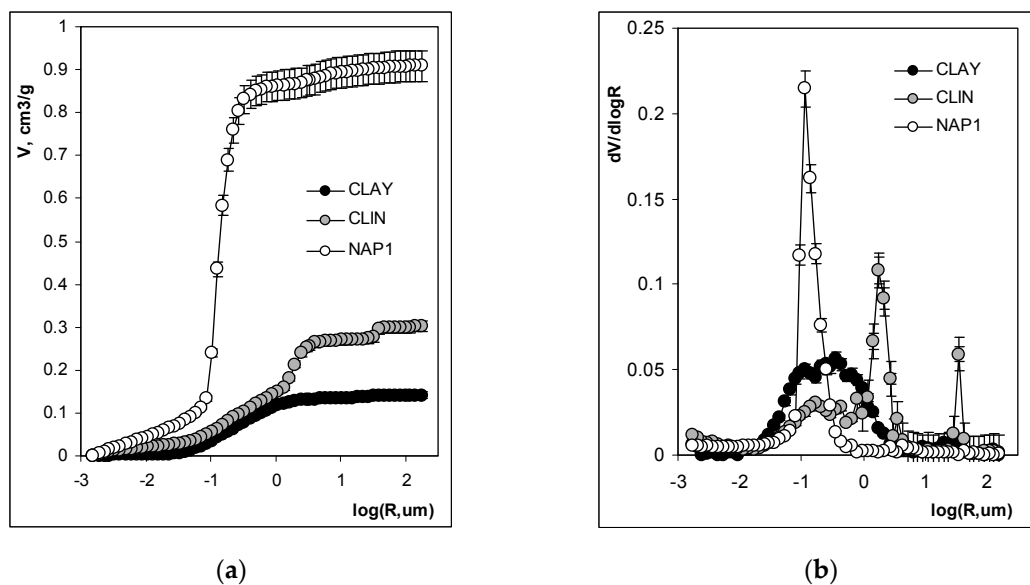 1
0.9
0.8
0.7
0.6
0.5
0.4
0.3
0.2
0.1
0
V, cm3/g
CLAY
CLIN
NAP1
-3 -2 -1 0 1 2
log(R,um)
(a)
0.25
0.2
0.15
0.1
0.05
0
dV/dlogR
CLAY
CLIN
NAP1
-3 -2 -1 0 1 2
log(R,um)
(b)